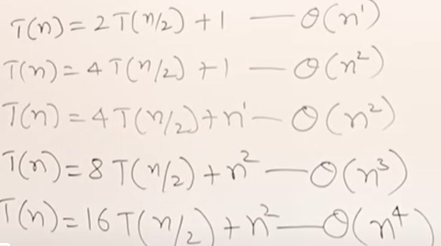 T(n) = 2T(n/2) + 1 — Θ(n¹)
T(n) = 4T(n/2) + 1 — Θ(n²)
T(n) = 4T(n/2) + n¹ — Θ(n²)
T(n) = 8T(n/2) + n² — Θ(n³)
T(n) = 16T(n/2) + n² — Θ(n⁴)